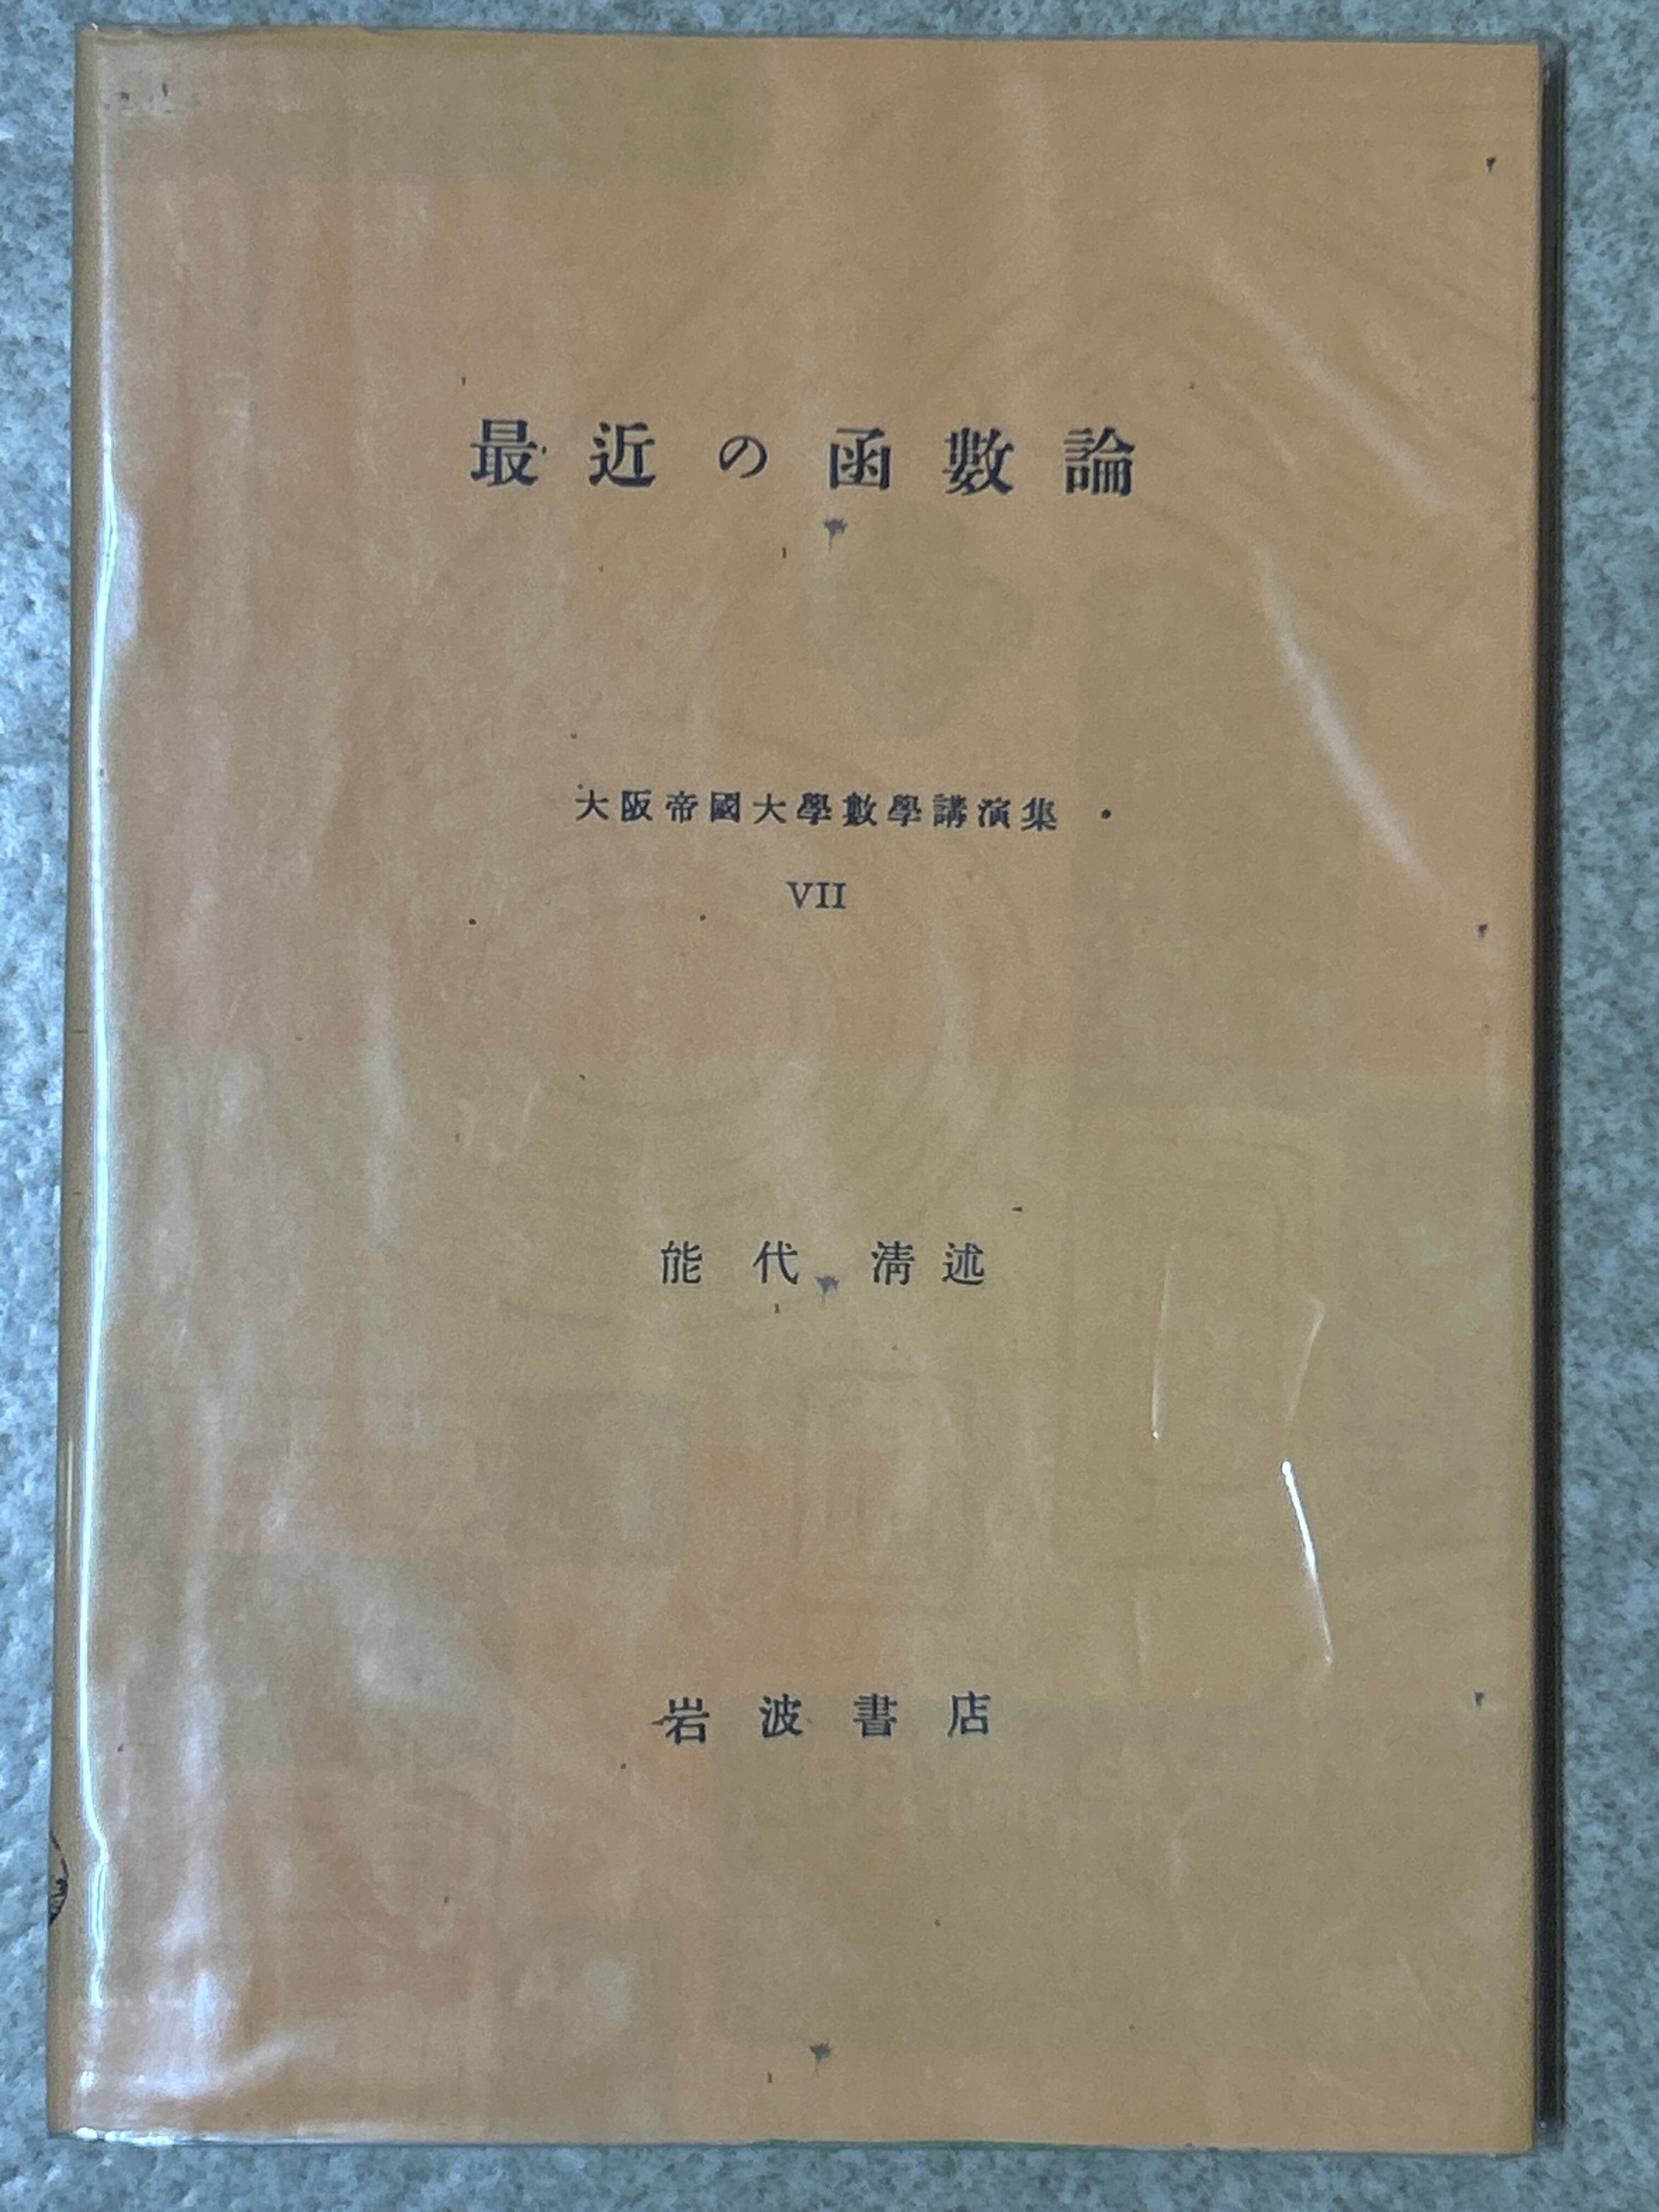 最近の函數論
大阪帝國大學數學講演集
VII
能代 淸述
岩波書店